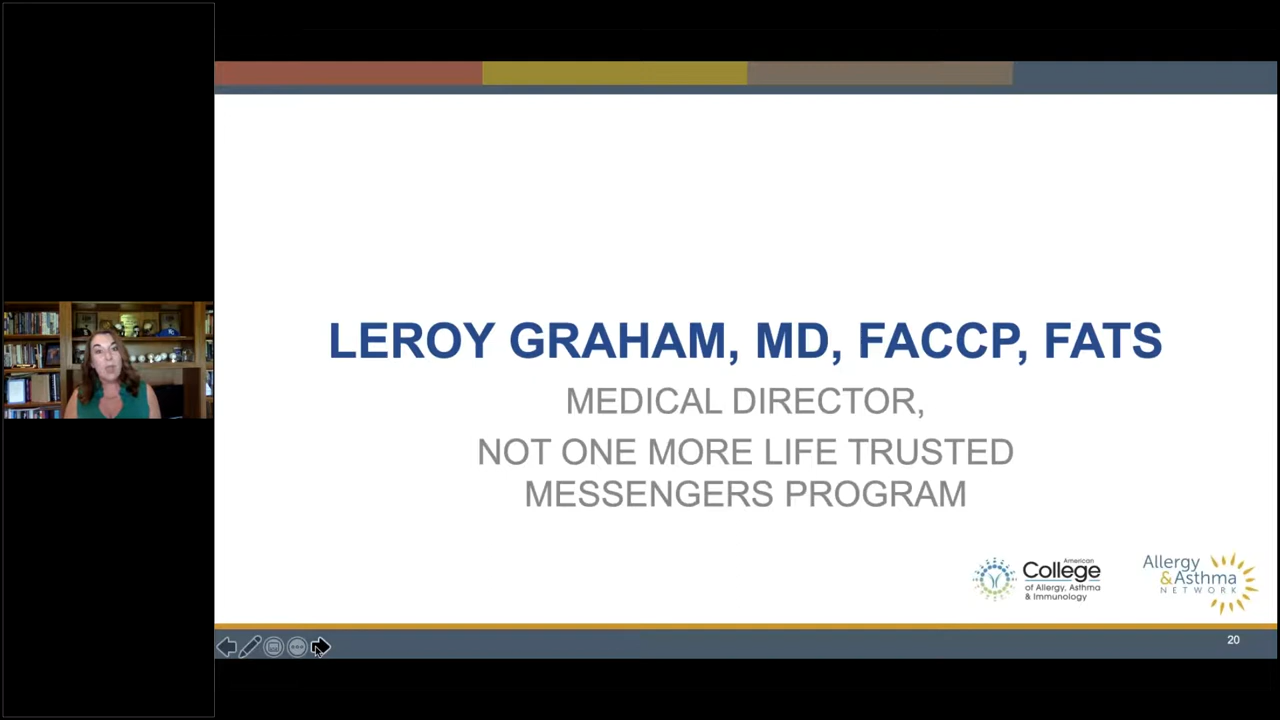 LEROY GRAHAM, MD, FACCP, FATS
MEDICAL DIRECTOR,
NOT ONE MORE LIFE TRUSTED
MESSENGERS PROGRAM
American
College
of Allergy, Asthma
& Immunology
Allergy
&Asthma
NETWORK
20